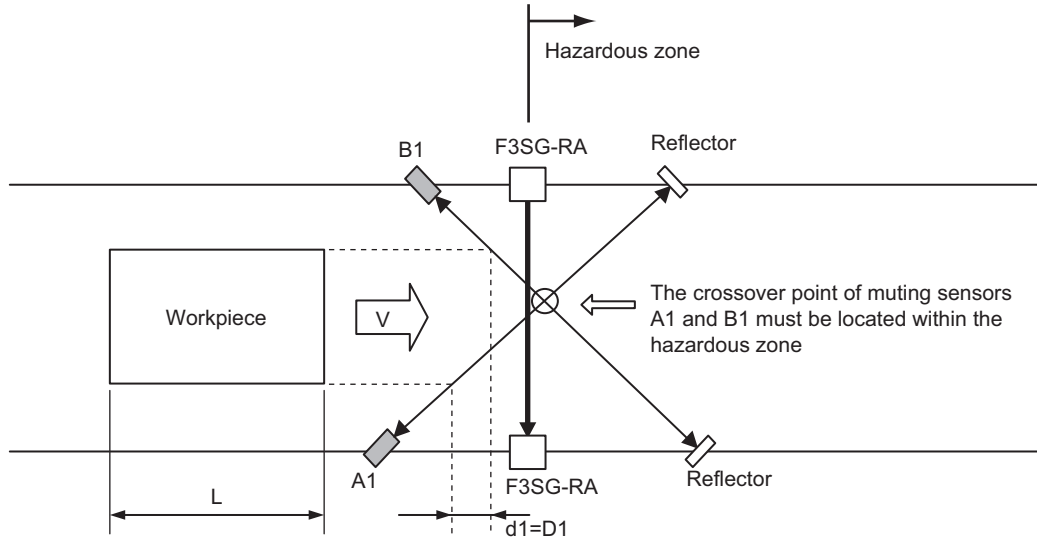 Hazardous zone
B1
F3SG-RA
Reflector
Workpiece
V
The crossover point of muting sensors
A1 and B1 must be located within the
hazardous zone
A1
F3SG-RA
Reflector
L
d1=D1